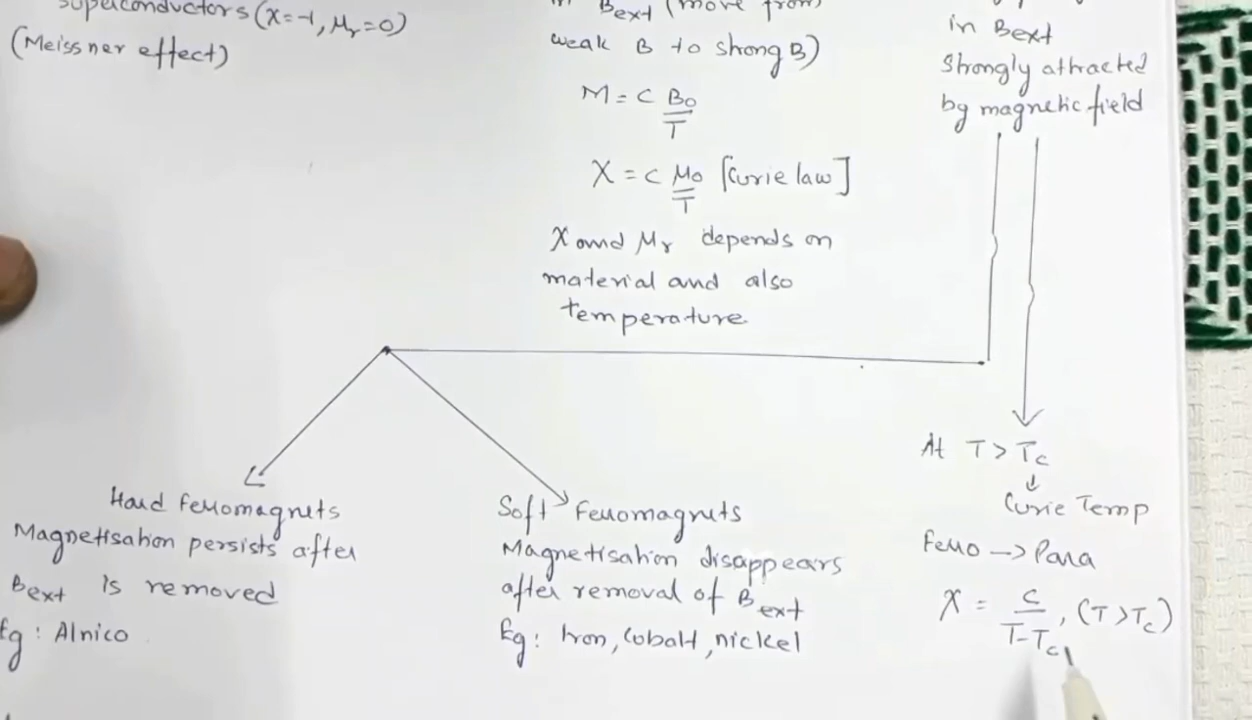 Superconductors (χ=-1, μr=0)
(Meissner effect)
Bext (move from
weak B to strong B)
M = C B0/T
χ = C μ0/T [Curie law]
χ and μr depends on
material and also
temperature
in Bext
strongly attracted
by magnetic field
Hard Ferromagnets
Magnetisation persists after
Bext is removed
Eg: Alnico
Soft Ferromagnets
Magnetisation disappears
after removal of Bext
Eg: Iron, Cobalt, nickel
At T > Tc
↓
Curie Temp
Ferro → Para
χ = C/(T-Tc), (T>Tc)